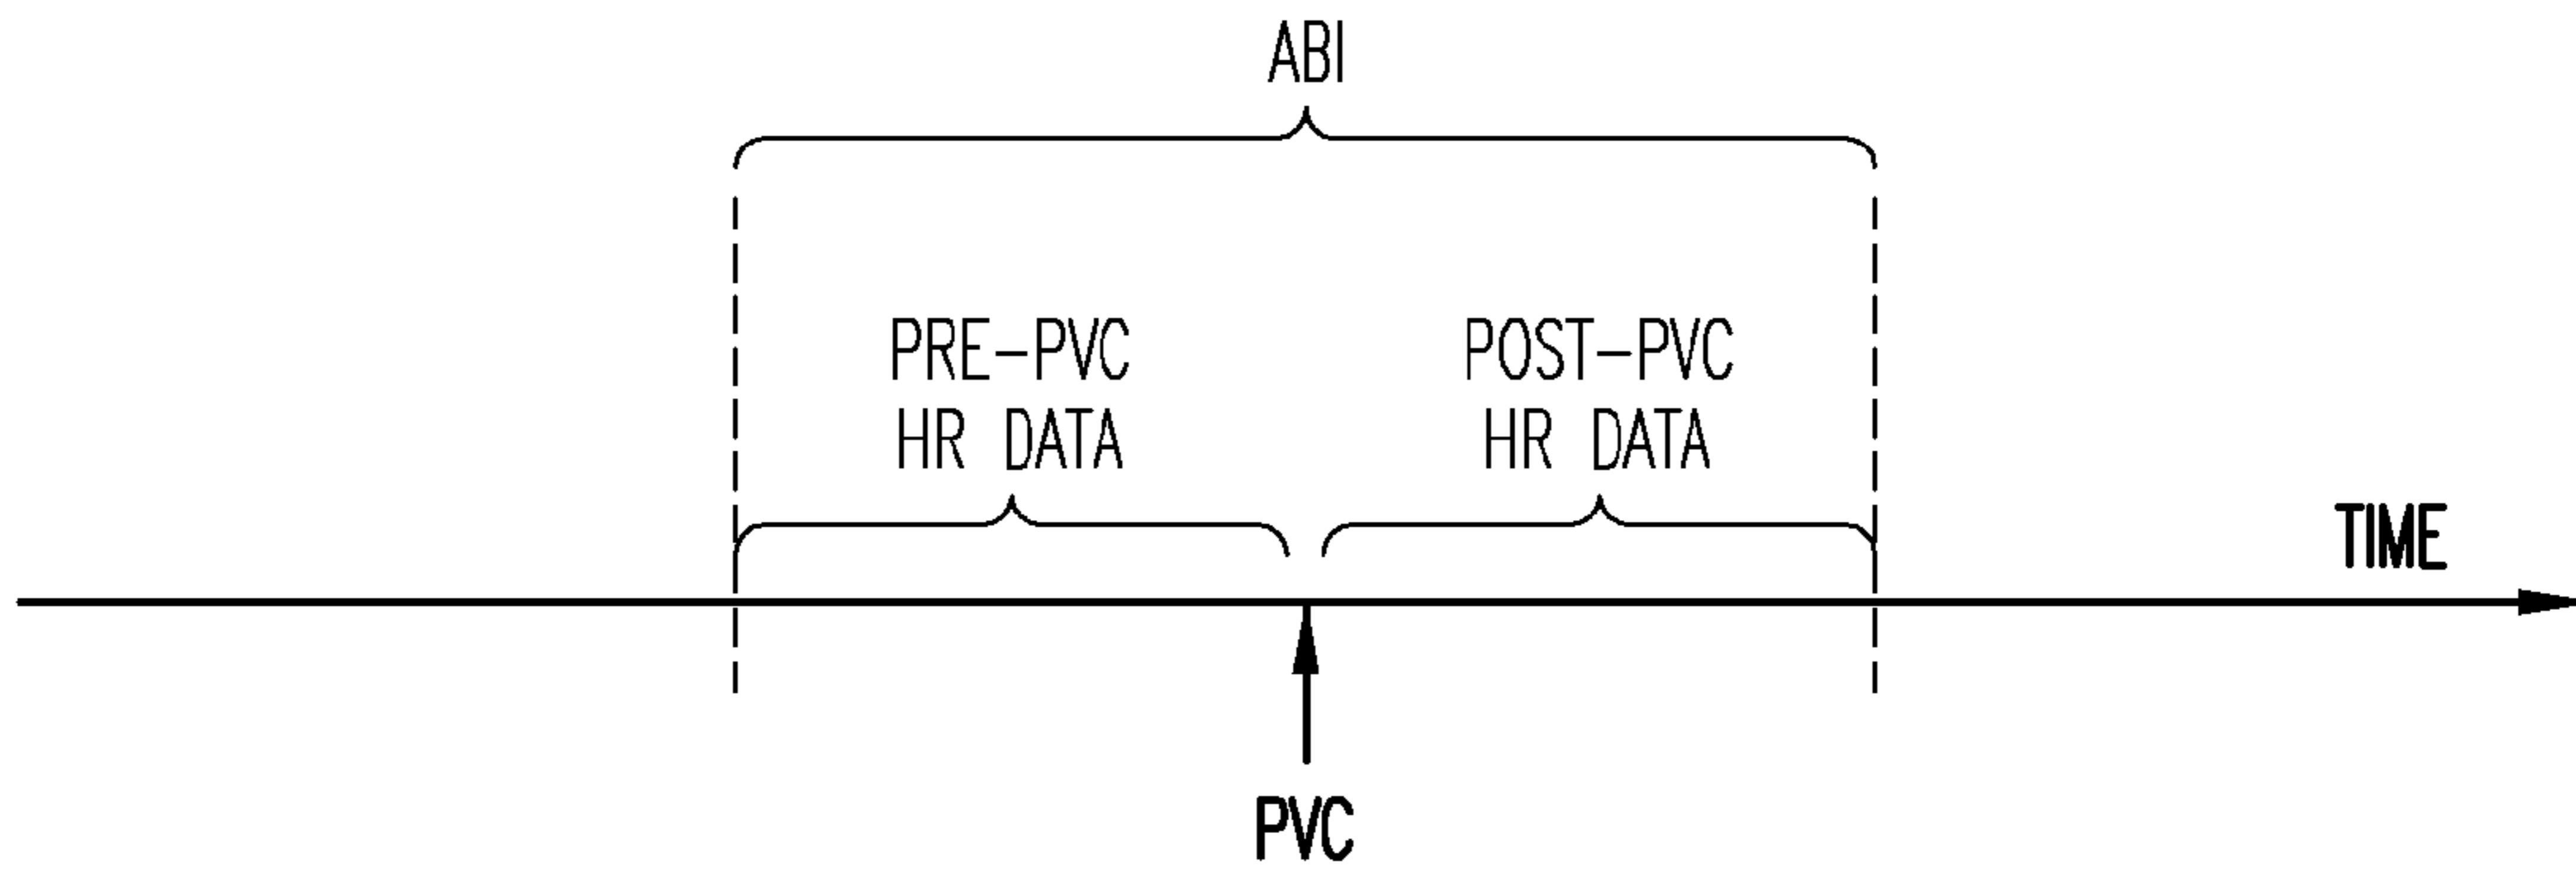 ABI
PRE-PVC
HR DATA
POST-PVC
HR DATA
TIME
PVC